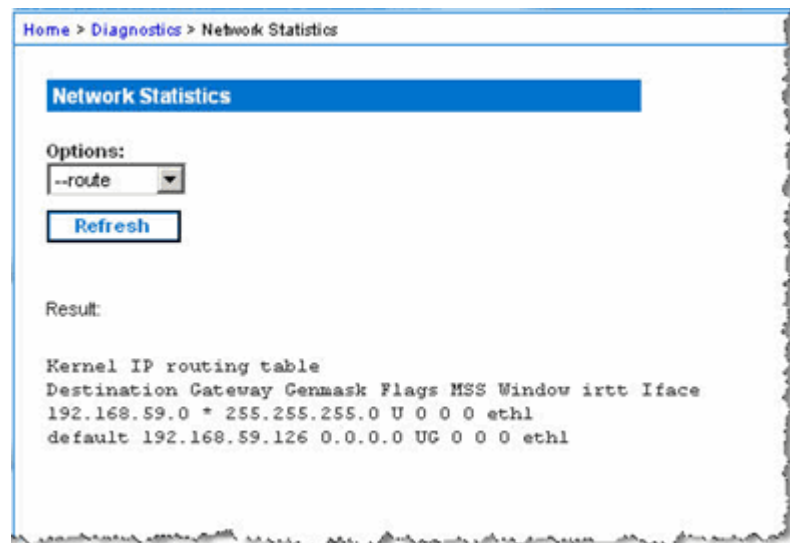 Home > Diagnostics > Network Statistics
Network Statistics
Options:
--route
Refresh
Result:
Kernel IP routing table
Destination Gateway Genmask Flags MSS Window irtt Iface
192.168.59.0 * 255.255.255.0 U 0 0 0 eth1
default 192.168.59.126 0.0.0.0 UG 0 0 0 eth1